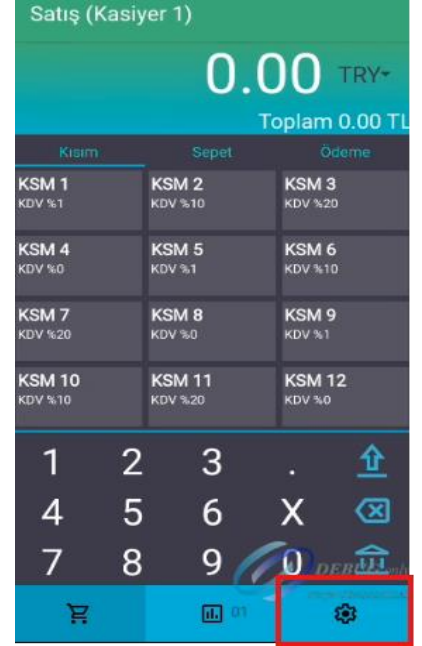 Satış (Kasiyer 1)
0.00 TRY
Toplam 0.00 TL
Kısım Sepet Ödeme
KSM 1 KSM 2 KSM 3
KDV %1 KDV %10 KDV %20
KSM 4 KSM 5 KSM 6
KDV %0 KDV %1 KDV %10
KSM 7 KSM 8 KSM 9
KDV %20 KDV %0 KDV %1
KSM 10 KSM 11 KSM 12
KDV %10 KDV %20 KDV %0
1 2 3 .
4 5 6 X
7 8 9 0
01